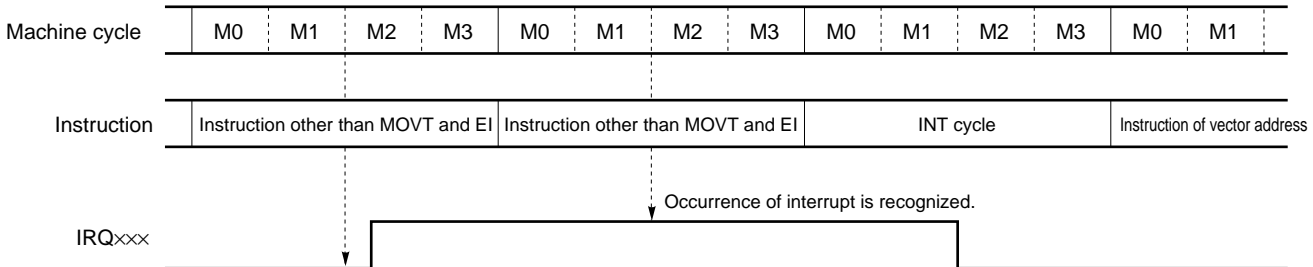 Machine cycle M0 M1 M2 M3 M0 M1 M2 M3 M0 M1 M2 M3 M0 M1
Instruction Instruction other than MOVT and EI Instruction other than MOVT and EI INT cycle Instruction of vector address
Occurrence of interrupt is recognized.
IRQ×××